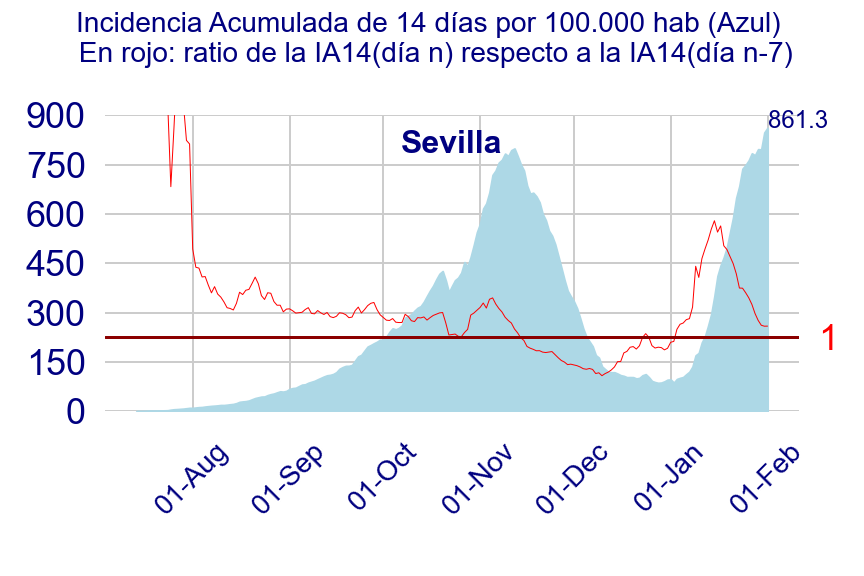 Incidencia Acumulada de 14 días por 100.000 hab (Azul)
En rojo: ratio de la IA14(día n) respecto a la IA14(día n-7)
900
861.3
Sevilla
750
600
450
300
1
150
0
01-Aug
01-Sep
01-Oct
01-Nov
01-Dec
01-Jan
01-Feb